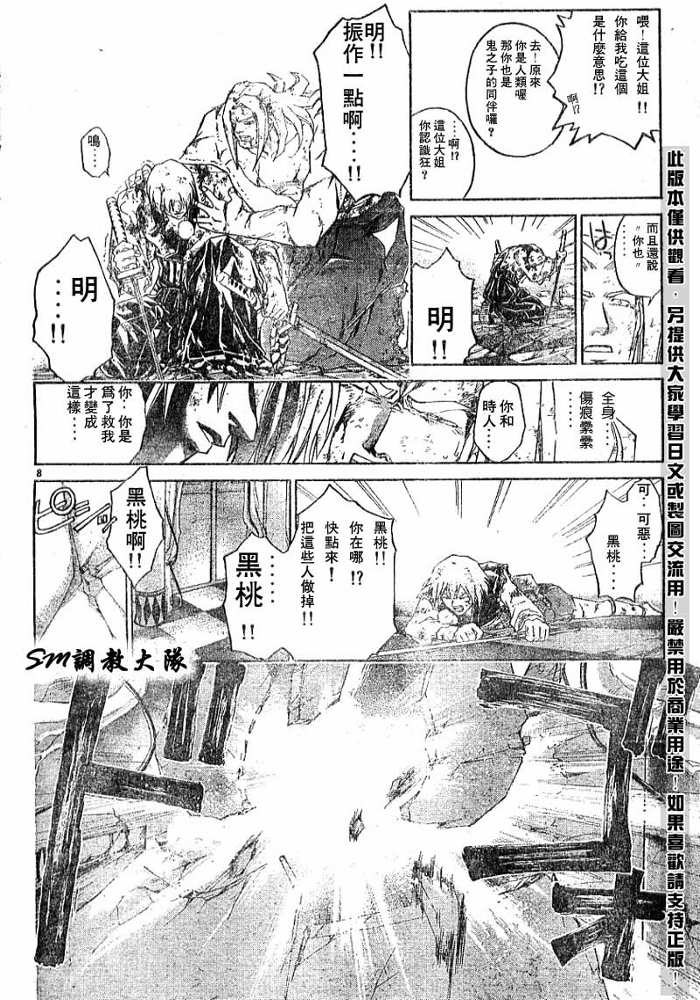 喂！這位大姐！！
你給我吃這個
是什麼意思!?
啊!?
去！原來
你是人類喔
那你也是
鬼之子的
同伴囉？
‥‥啊!?
這位大姐
你認識狂？
明!!
振作一點啊‥‥!!
嗚‥‥
明
‥‥!!
而且還說
〝你也〞
はっ
明‥‥!!
全身‥‥
傷痕纍纍
你和
時人‥‥
你‥你是
為了救我
才變成
這樣‥‥
8
可‥可惡‥‥
黑桃‥‥
黑桃!!
你在哪!?
快點來！
把這些人做掉!!
‥‥‥
黑桃‥‥!!
黑桃啊!!
SM調教大隊
此版本僅供觀看．另提供大家學習日文或製圖交流用！嚴禁用於商業用途！如果喜歡請支持正版！